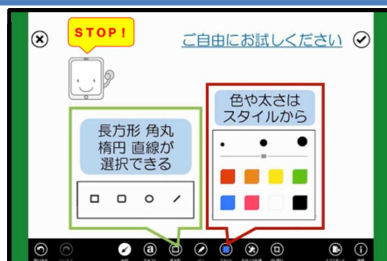 STOP!
ご自由にお試しください
長方形 角丸
楕円 直線が
選択できる
色や太さは
スタイルから